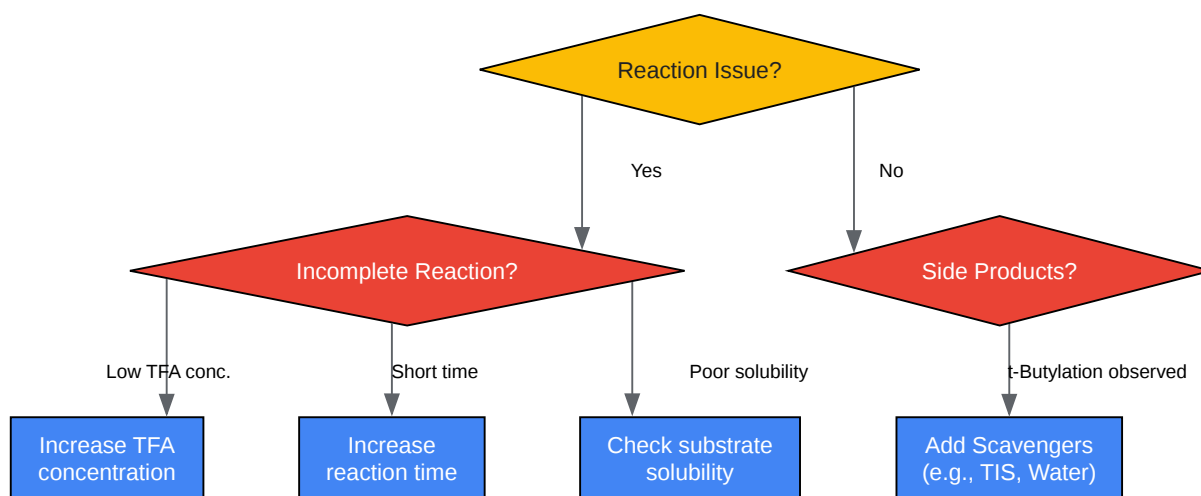 Reaction Issue?
Yes
No
Incomplete Reaction?
Side Products?
Low TFA conc.
Short time
Poor solubility
t-Butylation observed
Increase TFA
concentration
Increase
reaction time
Check substrate
solubility
Add Scavengers
(e.g., TIS, Water)